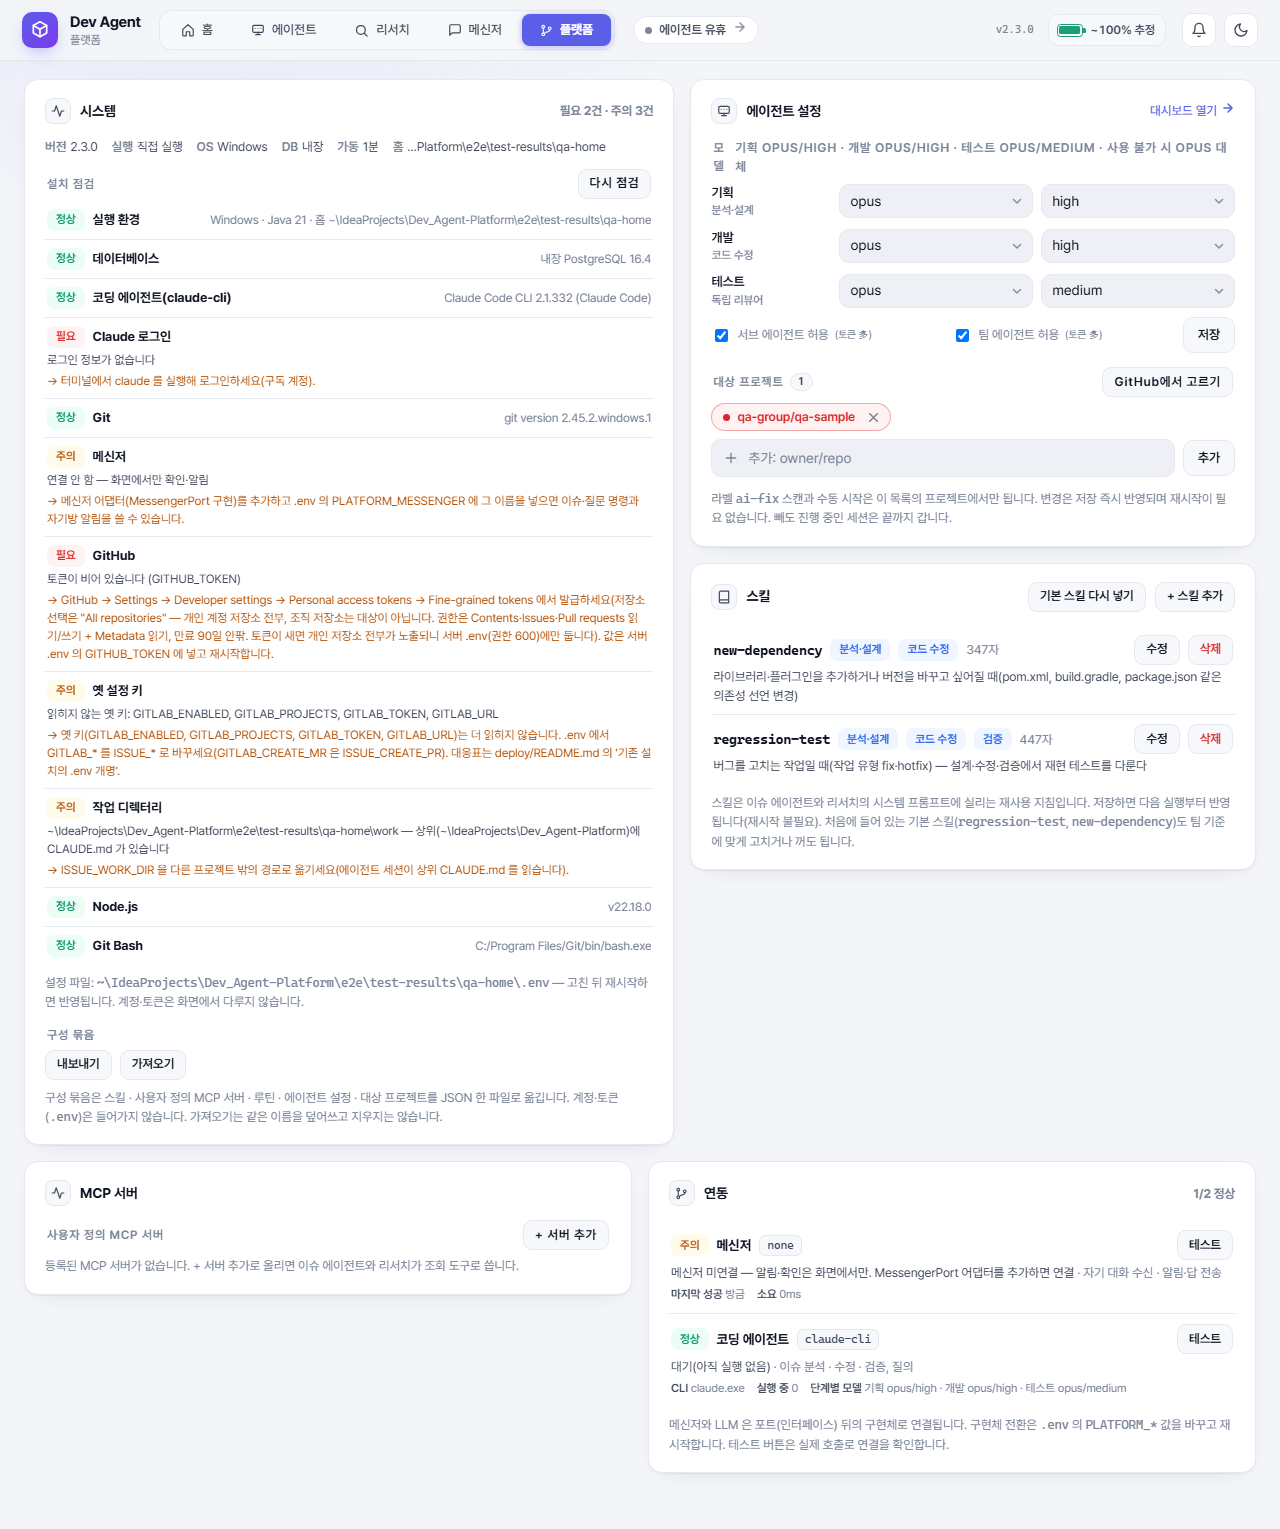 Dev Agent
플랫폼
홈
에이전트
리서치
메신저
플랫폼
에이전트 유휴 →
v2.3.0
~100% 추정
시스템
필요 2건 · 주의 3건
버전 2.3.0 실행 직접 실행 OS Windows DB 내장 가동 1분 홈 ...Platform\e2e\test-results\qa-home
설치 점검
다시 점검
정상 실행 환경 Windows · Java 21 · 홈 ~\IdeaProjects\Dev_Agent-Platform\e2e\test-results\qa-home
정상 데이터베이스 내장 PostgreSQL 16.4
정상 코딩 에이전트(claude-cli) Claude Code CLI 2.1.332 (Claude Code)
필요 Claude 로그인
로그인 정보가 없습니다
→ 터미널에서 claude 를 실행해 로그인하세요(구독 계정).
정상 Git git version 2.45.2.windows.1
주의 메신저
연결 안 함 — 화면에서만 확인·알림
→ 메신저 어댑터(MessengerPort 구현)를 추가하고 .env 의 PLATFORM_MESSENGER 에 그 이름을 넣으면 이슈·질문 명령과
자기방 알림을 쓸 수 있습니다.
필요 GitHub
토큰이 비어 있습니다 (GITHUB_TOKEN)
→ GitHub → Settings → Developer settings → Personal access tokens → Fine-grained tokens 에서 발급하세요(저장소
선택은 "All repositories" — 개인 계정 저장소 전부, 조직 저장소는 대상이 아닙니다. 권한은 Contents·Issues·Pull requests 읽
기/쓰기 + Metadata 읽기, 만료 90일 안팎. 토큰이 새면 개인 저장소 전부가 노출되니 서버 .env(권한 600)에만 둡니다). 값은 서버
.env 의 GITHUB_TOKEN 에 넣고 재시작합니다.
주의 옛 설정 키
읽히지 않는 옛 키: GITLAB_ENABLED, GITLAB_PROJECTS, GITLAB_TOKEN, GITLAB_URL
→ 옛 키(GITLAB_ENABLED, GITLAB_PROJECTS, GITLAB_TOKEN, GITLAB_URL)는 더 읽히지 않습니다. .env 에서
GITLAB_* 를 ISSUE_* 로 바꾸세요(GITLAB_CREATE_MR 은 ISSUE_CREATE_PR). 대응표는 deploy/README.md 의 '기존 설
치의 .env 개명'.
주의 작업 디렉터리
~\IdeaProjects\Dev_Agent-Platform\e2e\test-results\qa-home\work — 상위(~\IdeaProjects\Dev_Agent-Platform)에
CLAUDE.md 가 있습니다
→ ISSUE_WORK_DIR 을 다른 프로젝트 밖의 경로로 옮기세요(에이전트 세션이 상위 CLAUDE.md 를 읽습니다).
정상 Node.js v22.18.0
정상 Git Bash C:/Program Files/Git/bin/bash.exe
설정 파일: ~\IdeaProjects\Dev_Agent-Platform\e2e\test-results\qa-home\.env — 고친 뒤 재시작하
면 반영됩니다. 계정·토큰은 화면에서 다루지 않습니다.
구성 묶음
내보내기 가져오기
구성 묶음은 스킬 · 사용자 정의 MCP 서버 · 루틴 · 에이전트 설정 · 대상 프로젝트를 JSON 한 파일로 옮깁니다. 계정·토큰
(.env)은 들어가지 않습니다. 가져오기는 같은 이름을 덮어쓰고 지우지는 않습니다.
에이전트 설정
대시보드 열기 →
모델 기획 OPUS/HIGH · 개발 OPUS/HIGH · 테스트 OPUS/MEDIUM · 사용 불가 시 OPUS 대체
기획 opus high
분석·설계
개발 opus high
코드 수정
테스트 opus medium
독립 리뷰어
서브 에이전트 허용 (토큰 多)
팀 에이전트 허용 (토큰 多)
저장
대상 프로젝트 1
GitHub에서 고르기
qa-group/qa-sample ×
+ 추가: owner/repo
추가
라벨 ai-fix 스캔과 수동 시작은 이 목록의 프로젝트에서만 됩니다. 변경은 저장 즉시 반영되며 재시작이 필
요 없습니다. 빼도 진행 중인 세션은 끝까지 갑니다.
스킬
기본 스킬 다시 넣기
+ 스킬 추가
new-dependency 분석·설계 코드 수정 347자 수정 삭제
라이브러리·플러그인을 추가하거나 버전을 바꾸고 싶어질 때(pom.xml, build.gradle, package.json 같은
의존성 선언 변경)
regression-test 분석·설계 코드 수정 검증 447자 수정 삭제
버그를 고치는 작업일 때(작업 유형 fix·hotfix) — 설계·수정·검증에서 재현 테스트를 다룬다
스킬은 이슈 에이전트와 리서치의 시스템 프롬프트에 실리는 재사용 지침입니다. 저장하면 다음 실행부터 반영
됩니다(재시작 불필요). 처음에 들어 있는 기본 스킬(regression-test, new-dependency)도 팀 기준
에 맞게 고치거나 꺼도 됩니다.
MCP 서버
사용자 정의 MCP 서버
+ 서버 추가
등록된 MCP 서버가 없습니다. + 서버 추가로 올리면 이슈 에이전트와 리서치가 조회 도구로 씁니다.
연동
1/2 정상
주의 메신저 none 테스트
메신저 미연결 — 알림·확인은 화면에서만. MessengerPort 어댑터를 추가하면 연결 · 자기 대화 수신 · 알림·답 전송
마지막 성공 방금 소요 0ms
정상 코딩 에이전트 claude-cli 테스트
대기(아직 실행 없음) · 이슈 분석 · 수정 · 검증, 질의
CLI claude.exe 실행 중 0 단계별 모델 기획 opus/high · 개발 opus/high · 테스트 opus/medium
메신저와 LLM 은 포트(인터페이스) 뒤의 구현체로 연결됩니다. 구현체 전환은 .env 의 PLATFORM_* 값을 바꾸고 재
시작합니다. 테스트 버튼은 실제 호출로 연결을 확인합니다.